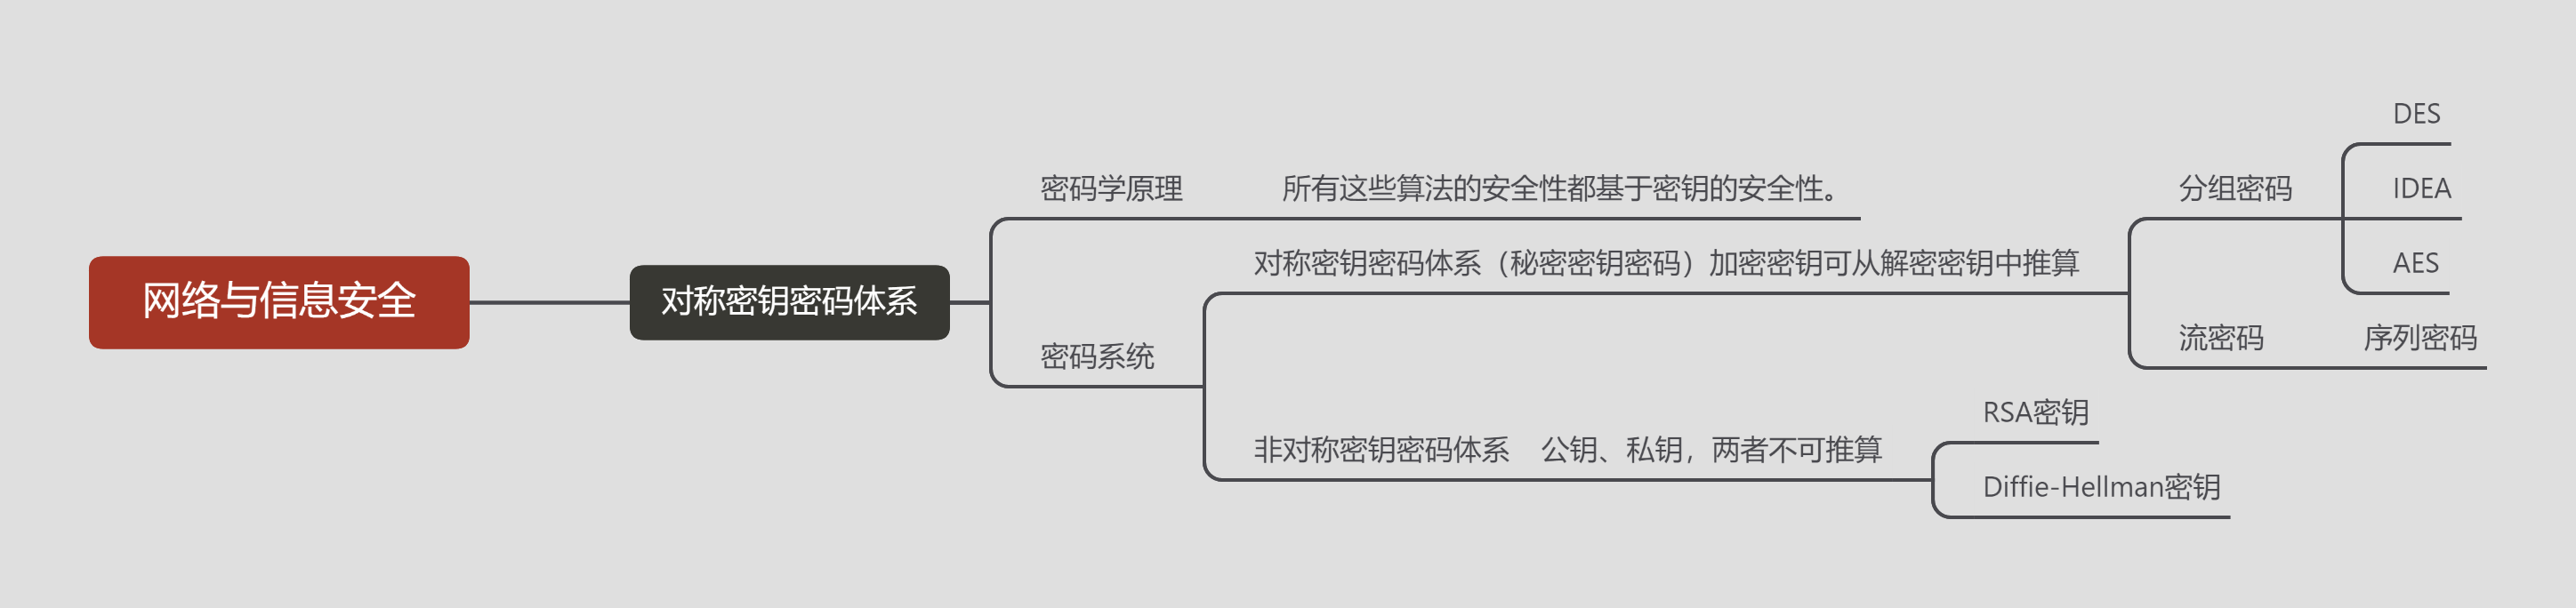 网络与信息安全
对称密钥密码体系
密码学原理
所有这些算法的安全性都基于密钥的安全性。
密码系统
对称密钥密码体系（秘密密钥密码）加密密钥可从解密密钥中推算
分组密码
DES
IDEA
AES
流密码
序列密码
非对称密钥密码体系 公钥、私钥，两者不可推算
RSA密钥
Diffie-Hellman密钥